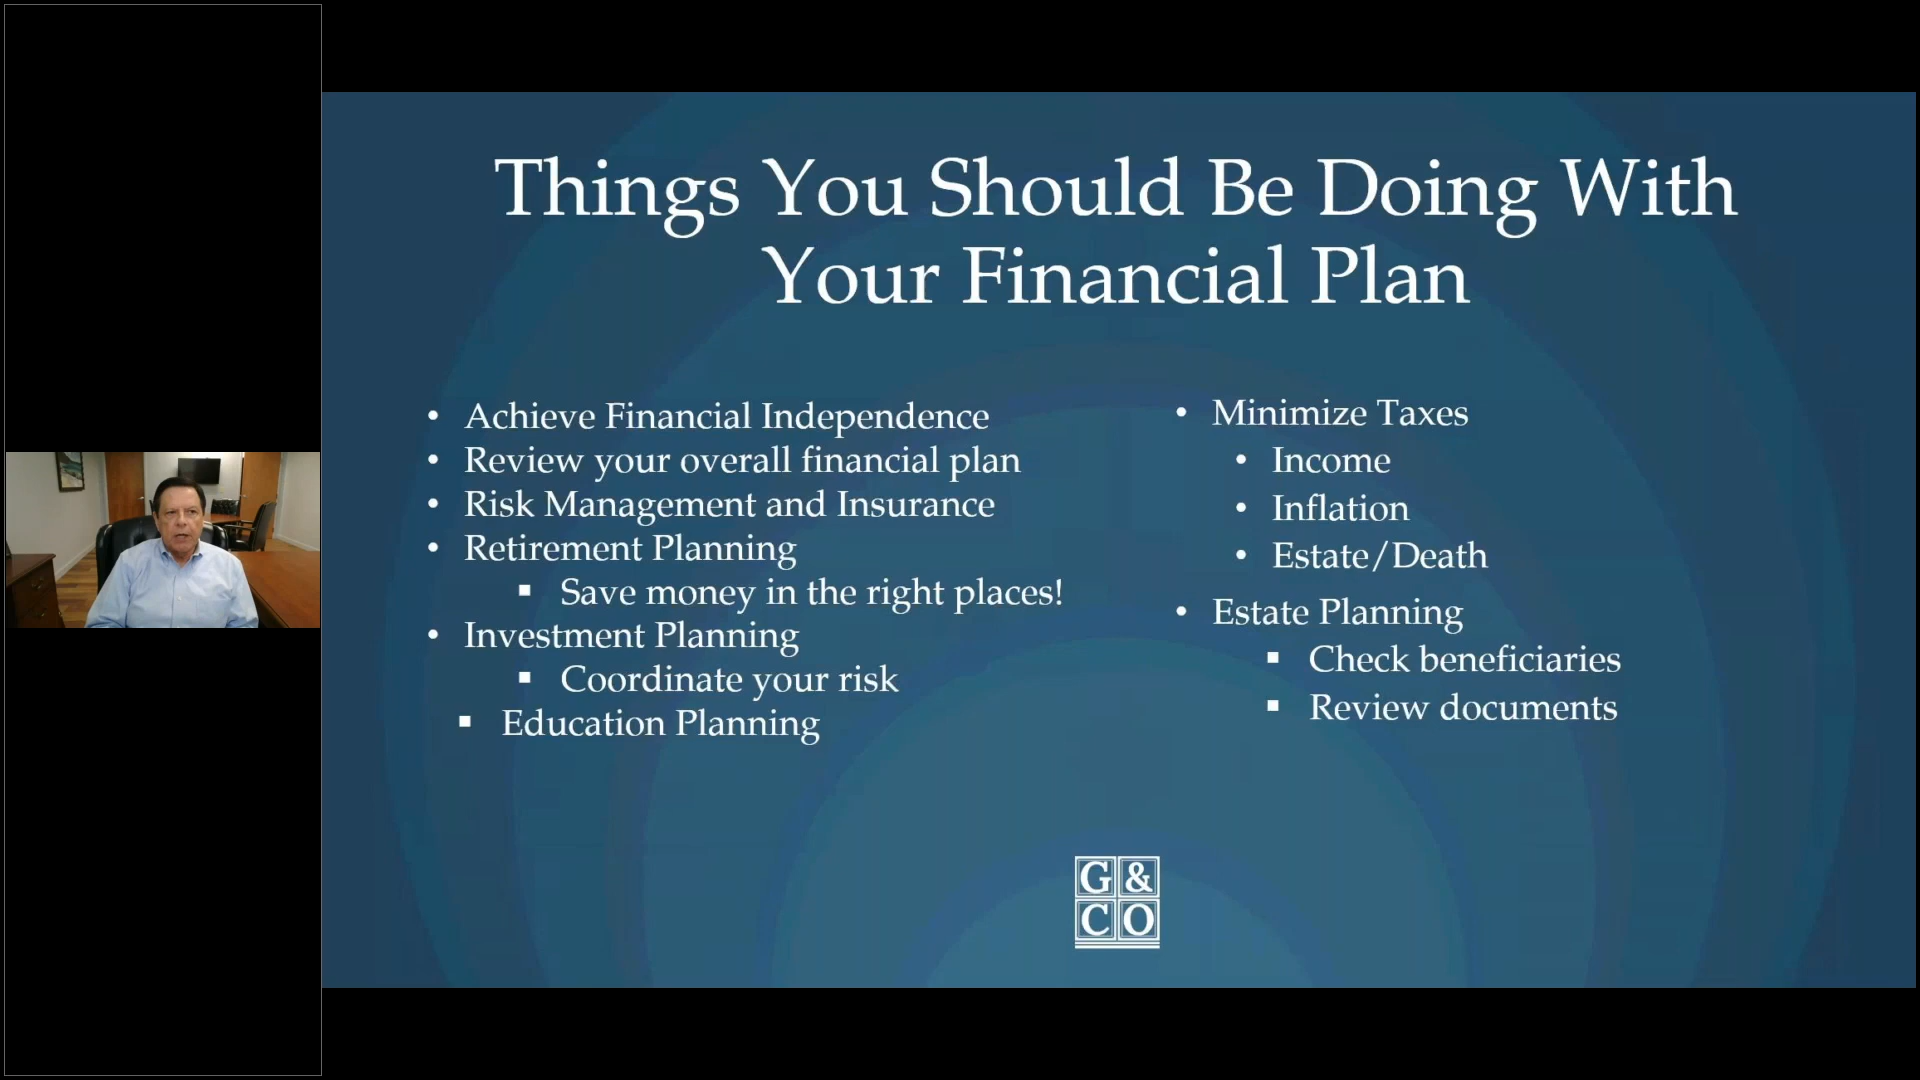 Things You Should Be Doing With
Your Financial Plan
• Achieve Financial Independence
• Review your overall financial plan
• Risk Management and Insurance
• Retirement Planning
▪ Save money in the right places!
• Investment Planning
▪ Coordinate your risk
▪ Education Planning
• Minimize Taxes
• Income
• Inflation
• Estate/Death
• Estate Planning
▪ Check beneficiaries
▪ Review documents
G&
CO